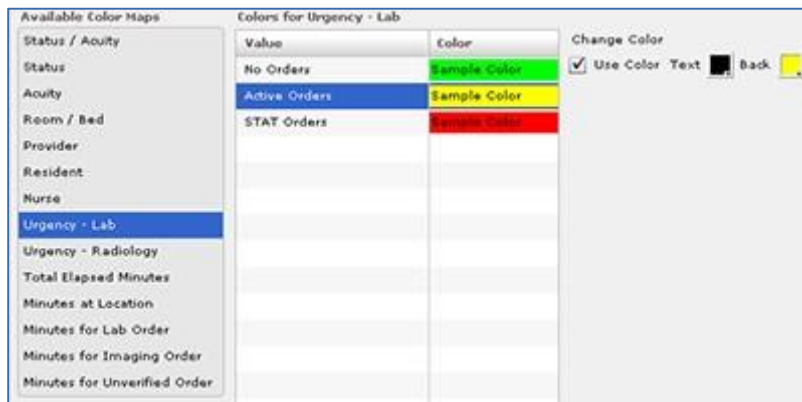 Available Color Maps
Status / Acuity
Status
Acuity
Room / Bed
Provider
Resident
Nurse
Urgency - Lab
Urgency - Radiology
Total Elapsed Minutes
Minutes at Location
Minutes for Lab Order
Minutes for Imaging Order
Minutes for Unverified Order
Colors for Urgency - Lab
Value Color
No Orders Sample Color
Active Orders Sample Color
STAT Orders Sample Color
Change Color
Use Color Text Back